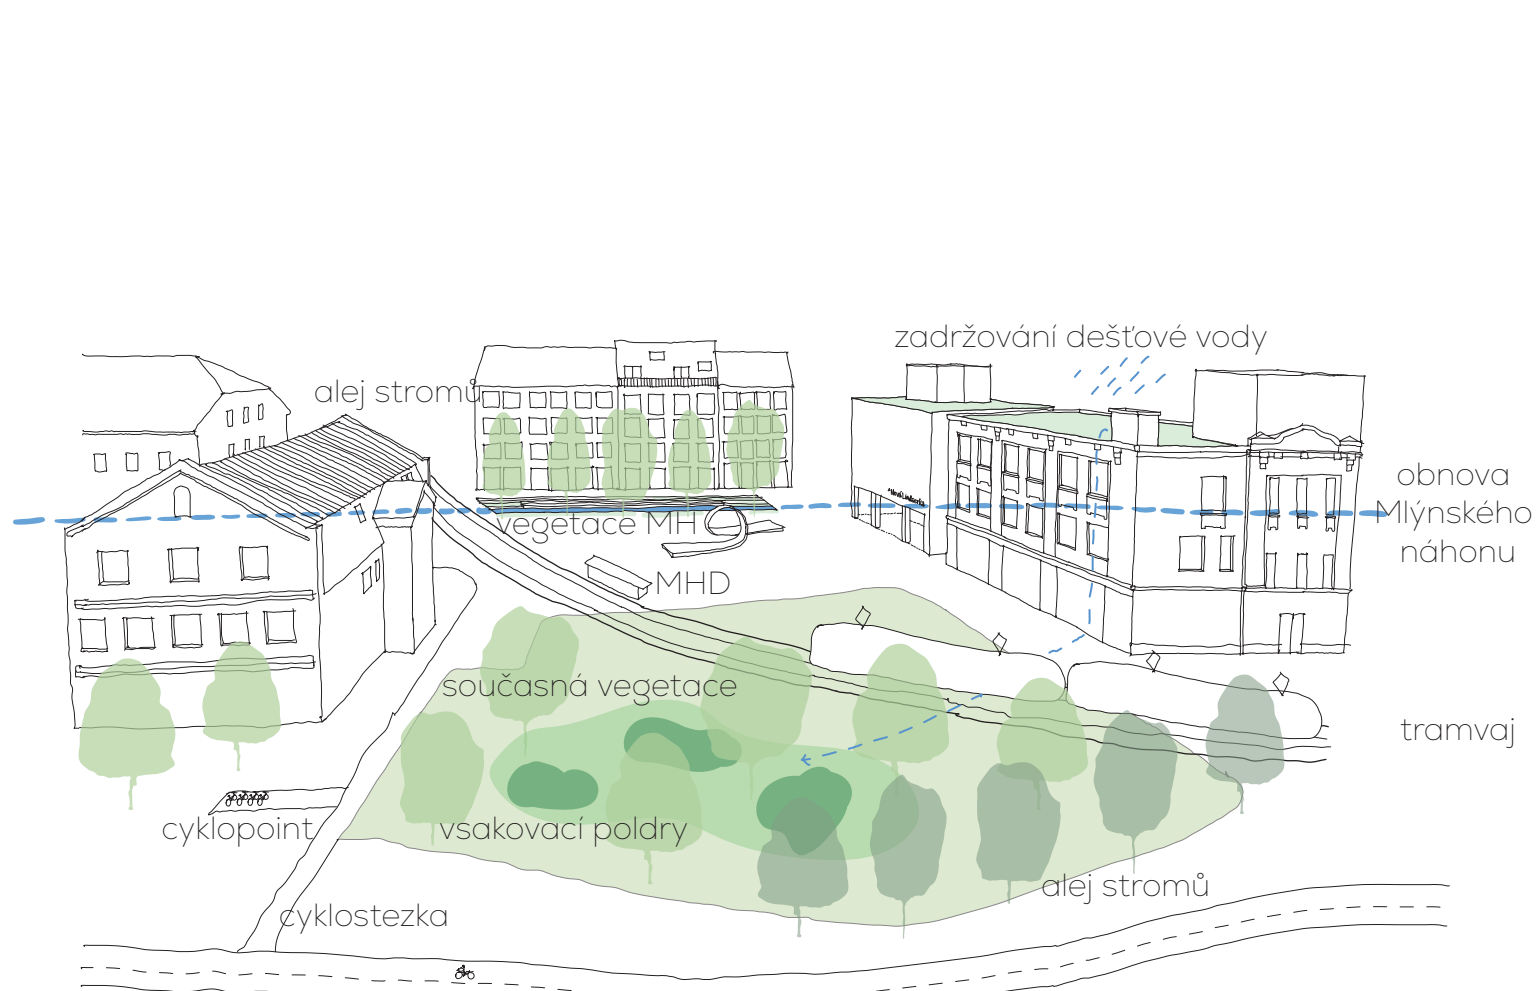 zadržování dešťové vody
alej stromů
obnova
Mlýnského
náhonu
vegetace MH
MHD
současná vegetace
tramvaj
cyklopoint
vsakovací poldry
alej stromů
cyklostezka